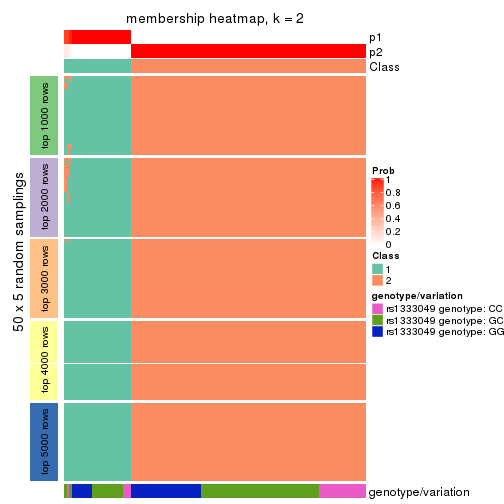 membership heatmap, k = 2
p1
p2
Class
50 x 5 random samplings
top 1000 rows
top 2000 rows
top 3000 rows
top 4000 rows
top 5000 rows
Prob
1
0.8
0.6
0.4
0.2
0
Class
1
2
genotype/variation
rs1333049 genotype: CC
rs1333049 genotype: GC
rs1333049 genotype: GG
genotype/variation